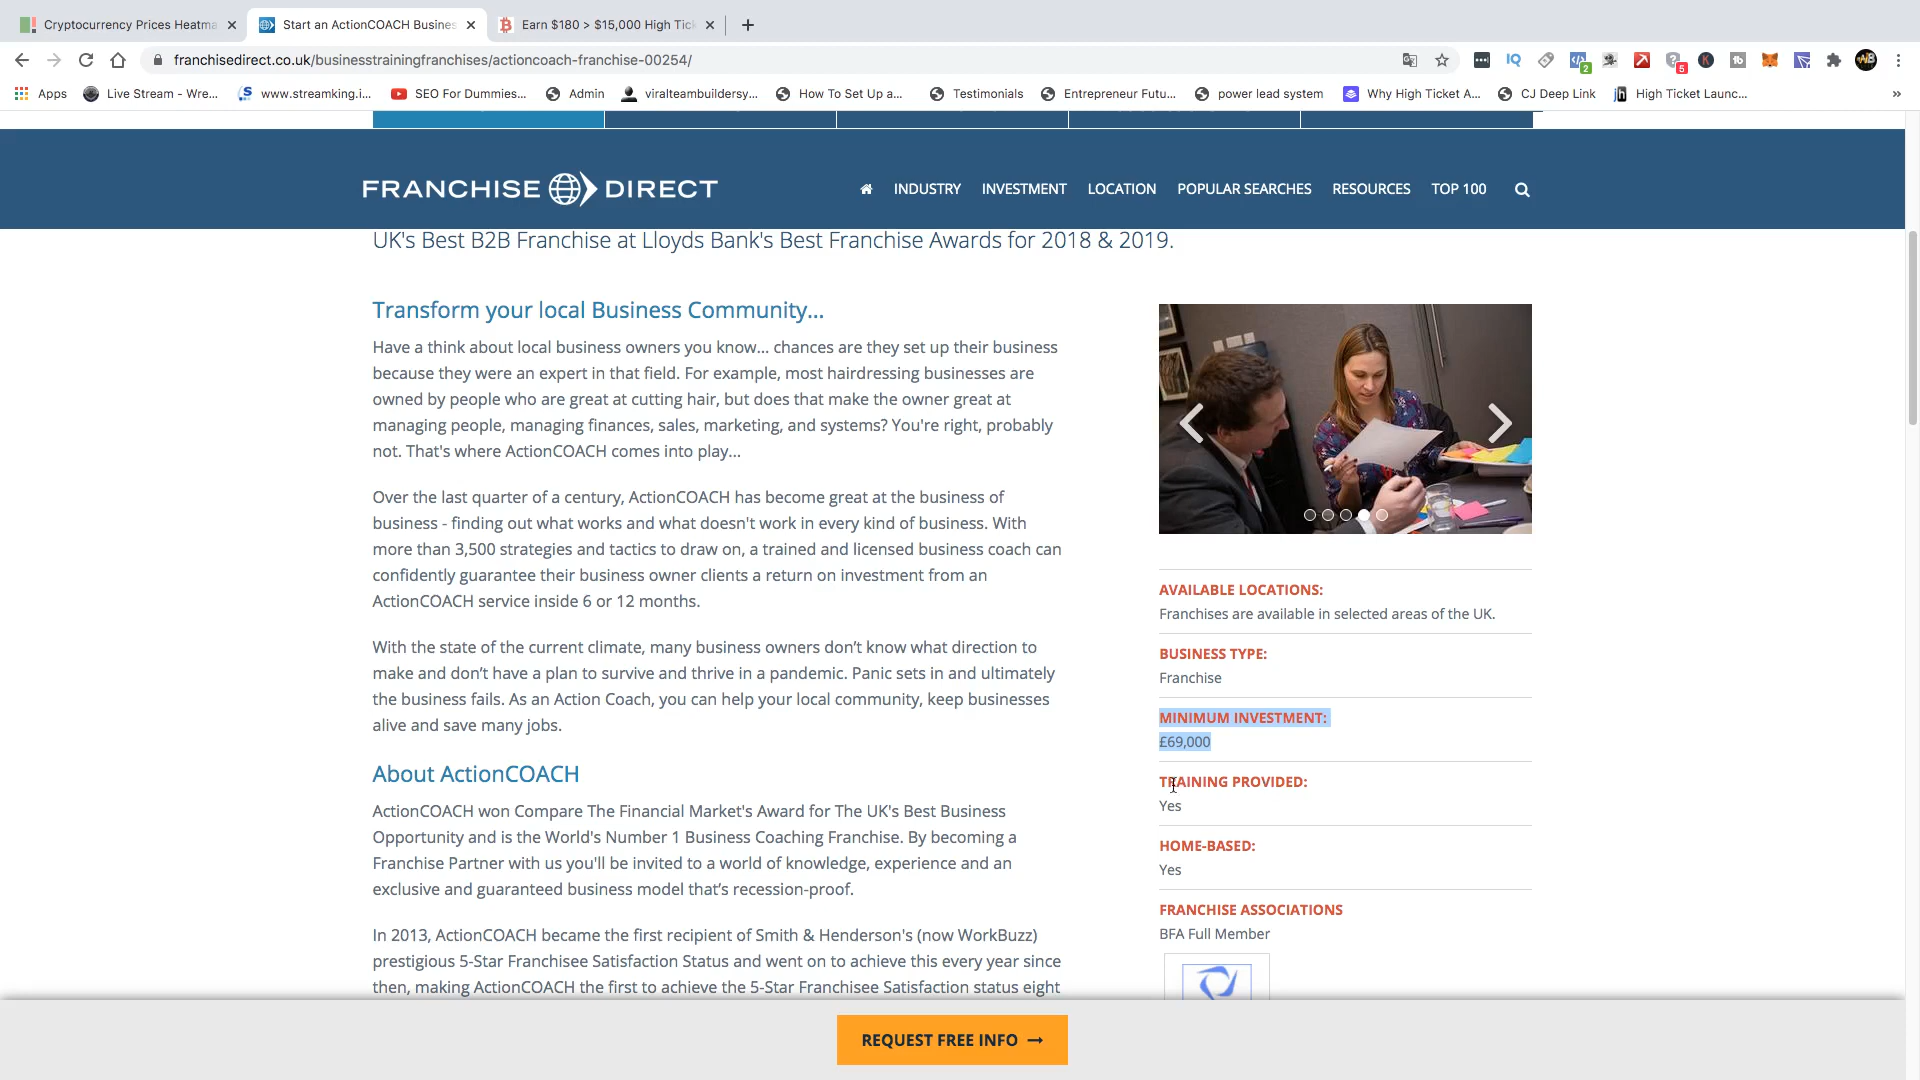 Cryptocurrency Prices Heatma
Start an ActionCOACH Busines
Earn $180 > $15,000 High Tick
franchisedirect.co.uk/businesstrainingfranchises/actioncoach-franchise-00254/
IQ
2
5
K
tb
Apps
Live Stream - Wre...
www.streamking.i...
SEO For Dummies...
Admin
viralteambuildersy...
How To Set Up a...
Testimonials
Entrepreneur Futu...
power lead system
Why High Ticket A...
CJ Deep Link
High Ticket Launc...
»
FRANCHISE DIRECT
INDUSTRY
INVESTMENT
LOCATION
POPULAR SEARCHES
RESOURCES
TOP 100
UK's Best B2B Franchise at Lloyds Bank's Best Franchise Awards for 2018 & 2019.
Transform your local Business Community...
Have a think about local business owners you know... chances are they set up their business
because they were an expert in that field. For example, most hairdressing businesses are
owned by people who are great at cutting hair, but does that make the owner great at
managing people, managing finances, sales, marketing, and systems? You're right, probably
not. That's where ActionCOACH comes into play...
Over the last quarter of a century, ActionCOACH has become great at the business of
business - finding out what works and what doesn't work in every kind of business. With
more than 3,500 strategies and tactics to draw on, a trained and licensed business coach can
confidently guarantee their business owner clients a return on investment from an
ActionCOACH service inside 6 or 12 months.
With the state of the current climate, many business owners don’t know what direction to
make and don’t have a plan to survive and thrive in a pandemic. Panic sets in and ultimately
the business fails. As an Action Coach, you can help your local community, keep businesses
alive and save many jobs.
About ActionCOACH
ActionCOACH won Compare The Financial Market's Award for The UK's Best Business
Opportunity and is the World's Number 1 Business Coaching Franchise. By becoming a
Franchise Partner with us you'll be invited to a world of knowledge, experience and an
exclusive and guaranteed business model that’s recession-proof.
In 2013, ActionCOACH became the first recipient of Smith & Henderson's (now WorkBuzz)
prestigious 5-Star Franchisee Satisfaction Status and went on to achieve this every year since
then, making ActionCOACH the first to achieve the 5-Star Franchisee Satisfaction status eight
AVAILABLE LOCATIONS:
Franchises are available in selected areas of the UK.
BUSINESS TYPE:
Franchise
MINIMUM INVESTMENT:
£69,000
TRAINING PROVIDED:
Yes
HOME-BASED:
Yes
FRANCHISE ASSOCIATIONS
BFA Full Member
REQUEST FREE INFO →